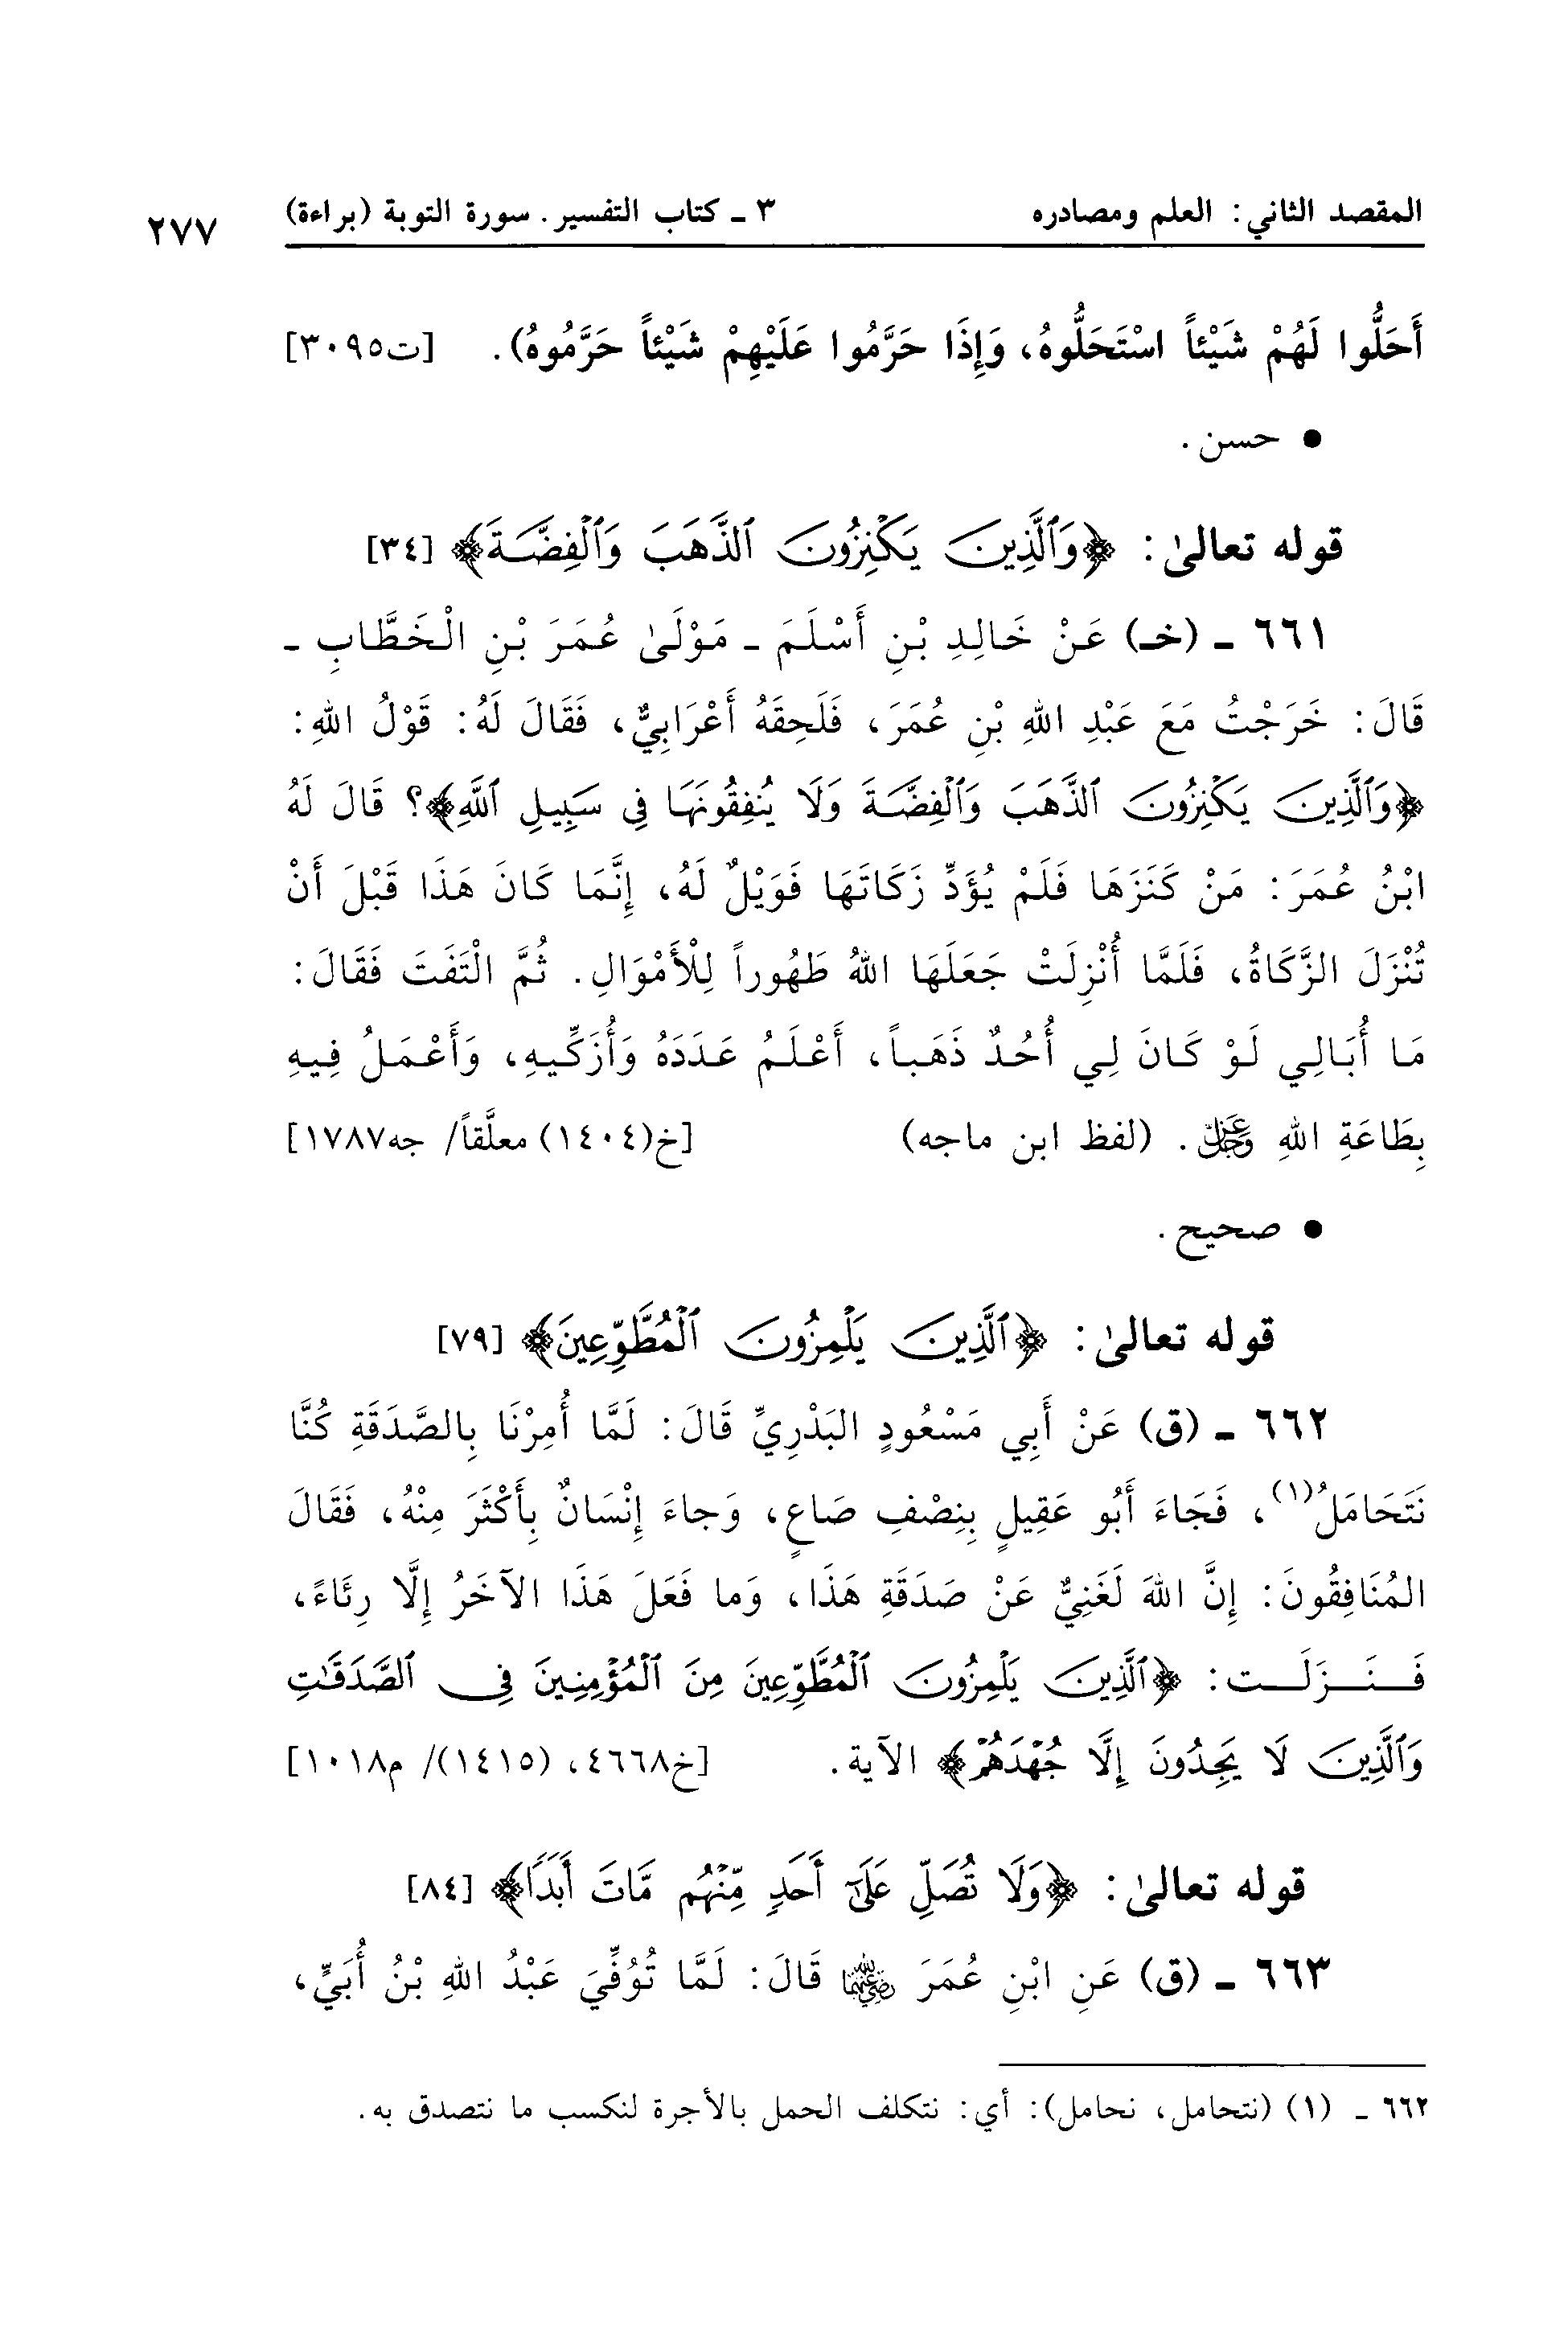 المقصد الثاني: العلم ومصادره ٣ ـ كتاب التفسير. سورة التوبة (براءة) ٢٧٧
أَحَلُّوا لَهُمْ شَيْئاً اسْتَحَلُّوهُ، وَإِذَا حَرَّمُوا عَلَيْهِمْ شَيْئاً حَرَّمُوهُ). [ت٣٠٩٥]
• حسن.
قوله تعالىٰ: ﴿وَٱلَّذِينَ يَكْنِزُونَ ٱلذَّهَبَ وَٱلْفِضَّةَ﴾ [٣٤]
٦٦١ ـ (خـ) عَنْ خَالِدِ بْنِ أَسْلَمَ ـ مَوْلَىٰ عُمَرَ بْنِ الْخَطَّابِ ـ
قَالَ: خَرَجْتُ مَعَ عَبْدِ اللهِ بْنِ عُمَرَ، فَلَحِقَهُ أَعْرَابِيٌّ، فَقَالَ لَهُ: قَوْلُ اللهِ:
﴿وَٱلَّذِينَ يَكْنِزُونَ ٱلذَّهَبَ وَٱلْفِضَّةَ وَلَا يُنفِقُونَهَا فِي سَبِيلِ ٱللَّهِ﴾؟ قَالَ لَهُ
ابْنُ عُمَرَ: مَنْ كَنَزَهَا فَلَمْ يُؤَدِّ زَكَاتَهَا فَوَيْلٌ لَهُ، إِنَّمَا كَانَ هَذَا قَبْلَ أَنْ
تُنْزَلَ الزَّكَاةُ، فَلَمَّا أُنْزِلَتْ جَعَلَهَا اللهُ طَهُوراً لِلْأَمْوَالِ. ثُمَّ الْتَفَتَ فَقَالَ:
مَا أُبَالِي لَوْ كَانَ لِي أُحُدٌ ذَهَباً، أَعْلَمُ عَدَدَهُ وَأُزَكِّيهِ، وَأَعْمَلُ فِيهِ
بِطَاعَةِ اللهِ عَزَّ وَجَلَّ. (لفظ ابن ماجه) [خ(١٤٠٤) معلَّقاً/ جه١٧٨٧]
• صحيح.
قوله تعالىٰ: ﴿ٱلَّذِينَ يَلْمِزُونَ ٱلْمُطَّوِّعِينَ﴾ [٧٩]
٦٦٢ ـ (ق) عَنْ أَبِي مَسْعُودٍ البَدْرِيِّ قَالَ: لَمَّا أُمِرْنَا بِالصَّدَقَةِ كُنَّا
نَتَحَامَلُ(١)، فَجَاءَ أَبُو عَقِيلٍ بِنِصْفِ صَاعٍ، وَجاءَ إِنْسَانٌ بِأَكْثَرَ مِنْهُ، فَقَالَ
المُنَافِقُونَ: إِنَّ اللهَ لَغَنِيٌّ عَنْ صَدَقَةِ هَذَا، وَما فَعَلَ هَذَا الآخَرُ إِلَّا رِئَاءً،
فَـنَـزَلَـت: ﴿ٱلَّذِينَ يَلْمِزُونَ ٱلْمُطَّوِّعِينَ مِنَ ٱلْمُؤْمِنِينَ فِي ٱلصَّدَقَٰتِ
وَٱلَّذِينَ لَا يَجِدُونَ إِلَّا جُهْدَهُمْ﴾ الآية. [خ٤٦٦٨، (١٤١٥)/ م١٠١٨]
قوله تعالىٰ: ﴿وَلَا تُصَلِّ عَلَىٰٓ أَحَدٍ مِّنْهُم مَّاتَ أَبَدًا﴾ [٨٤]
٦٦٣ ـ (ق) عَنِ ابْنِ عُمَرَ رَضِيَ اللهُ عَنْهُمَا قَالَ: لَمَّا تُوُفِّيَ عَبْدُ اللهِ بْنُ أُبَيٍّ،
٦٦٢ ـ (١) (نتحامل، نحامل): أي: نتكلف الحمل بالأجرة لنكسب ما نتصدق به.